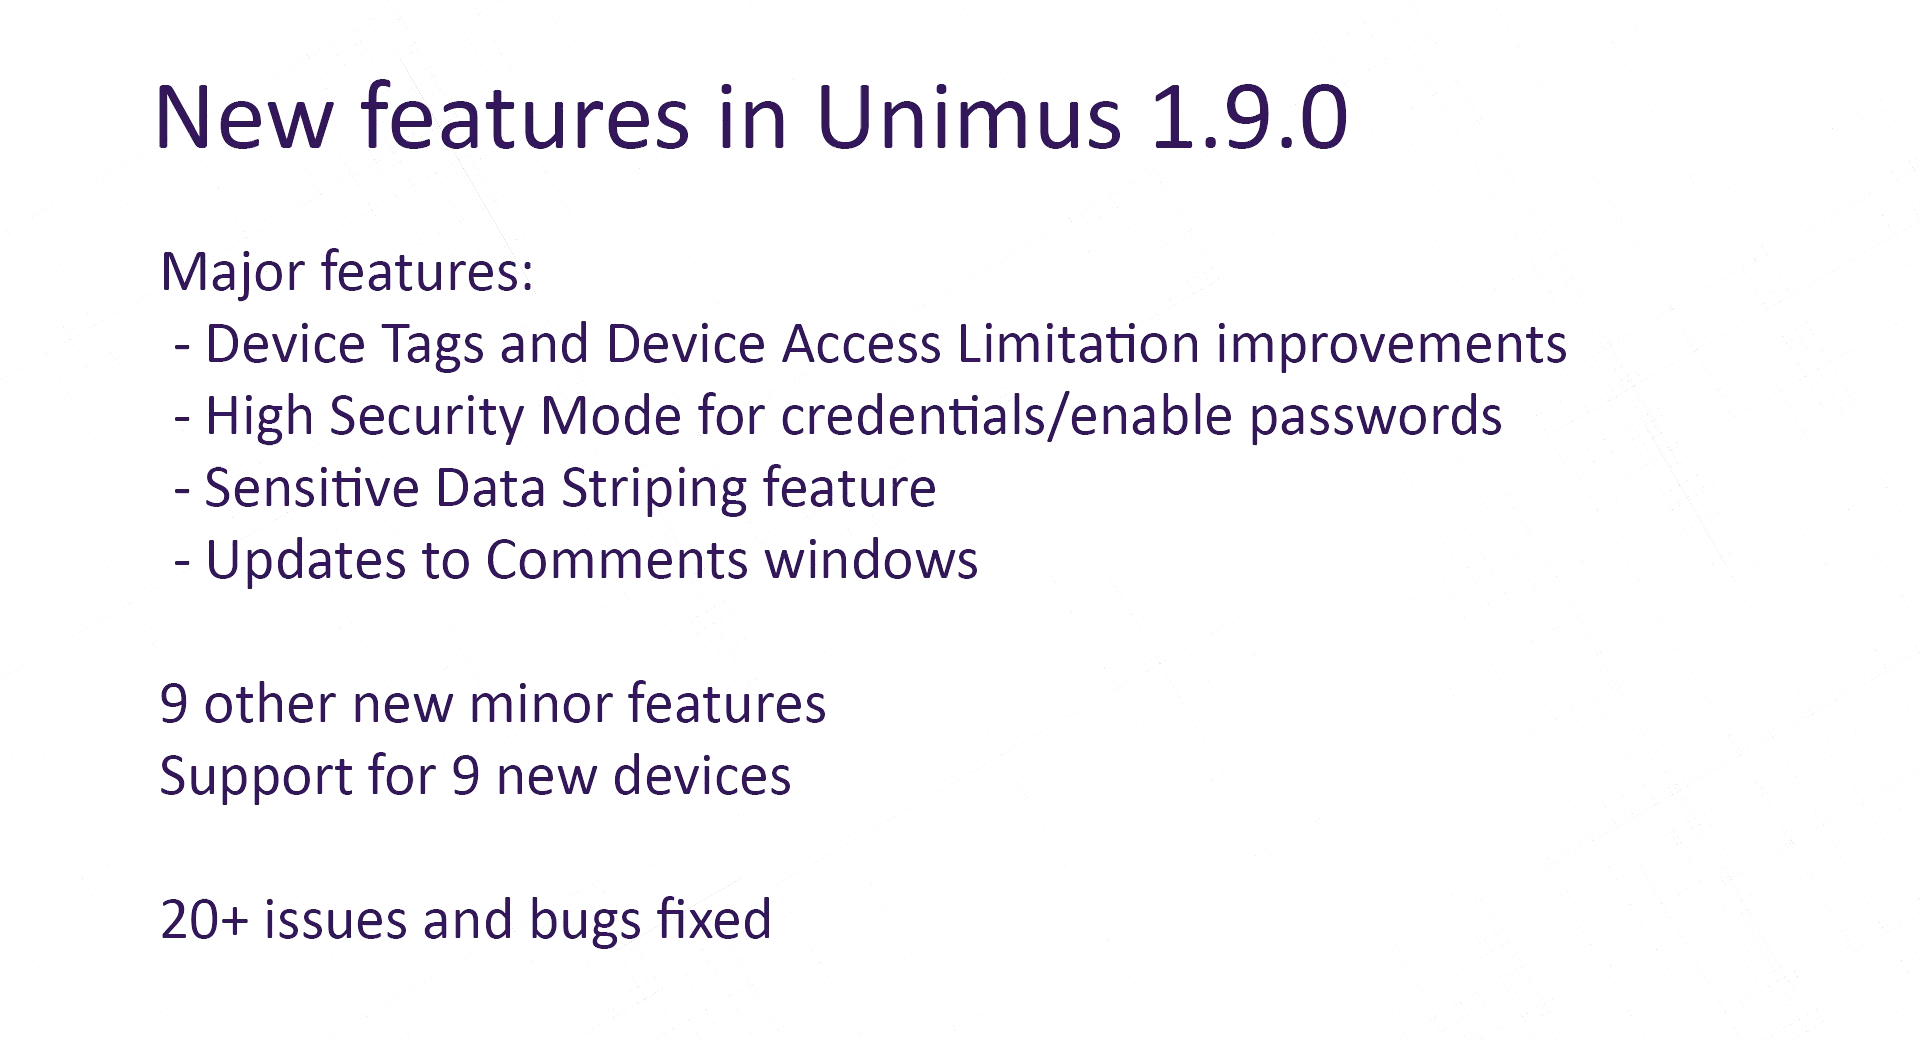 New features in Unimus 1.9.0
Major features:
- Device Tags and Device Access Limitation improvements
- High Security Mode for credentials/enable passwords
- Sensitive Data Striping feature
- Updates to Comments windows
9 other new minor features
Support for 9 new devices
20+ issues and bugs fixed